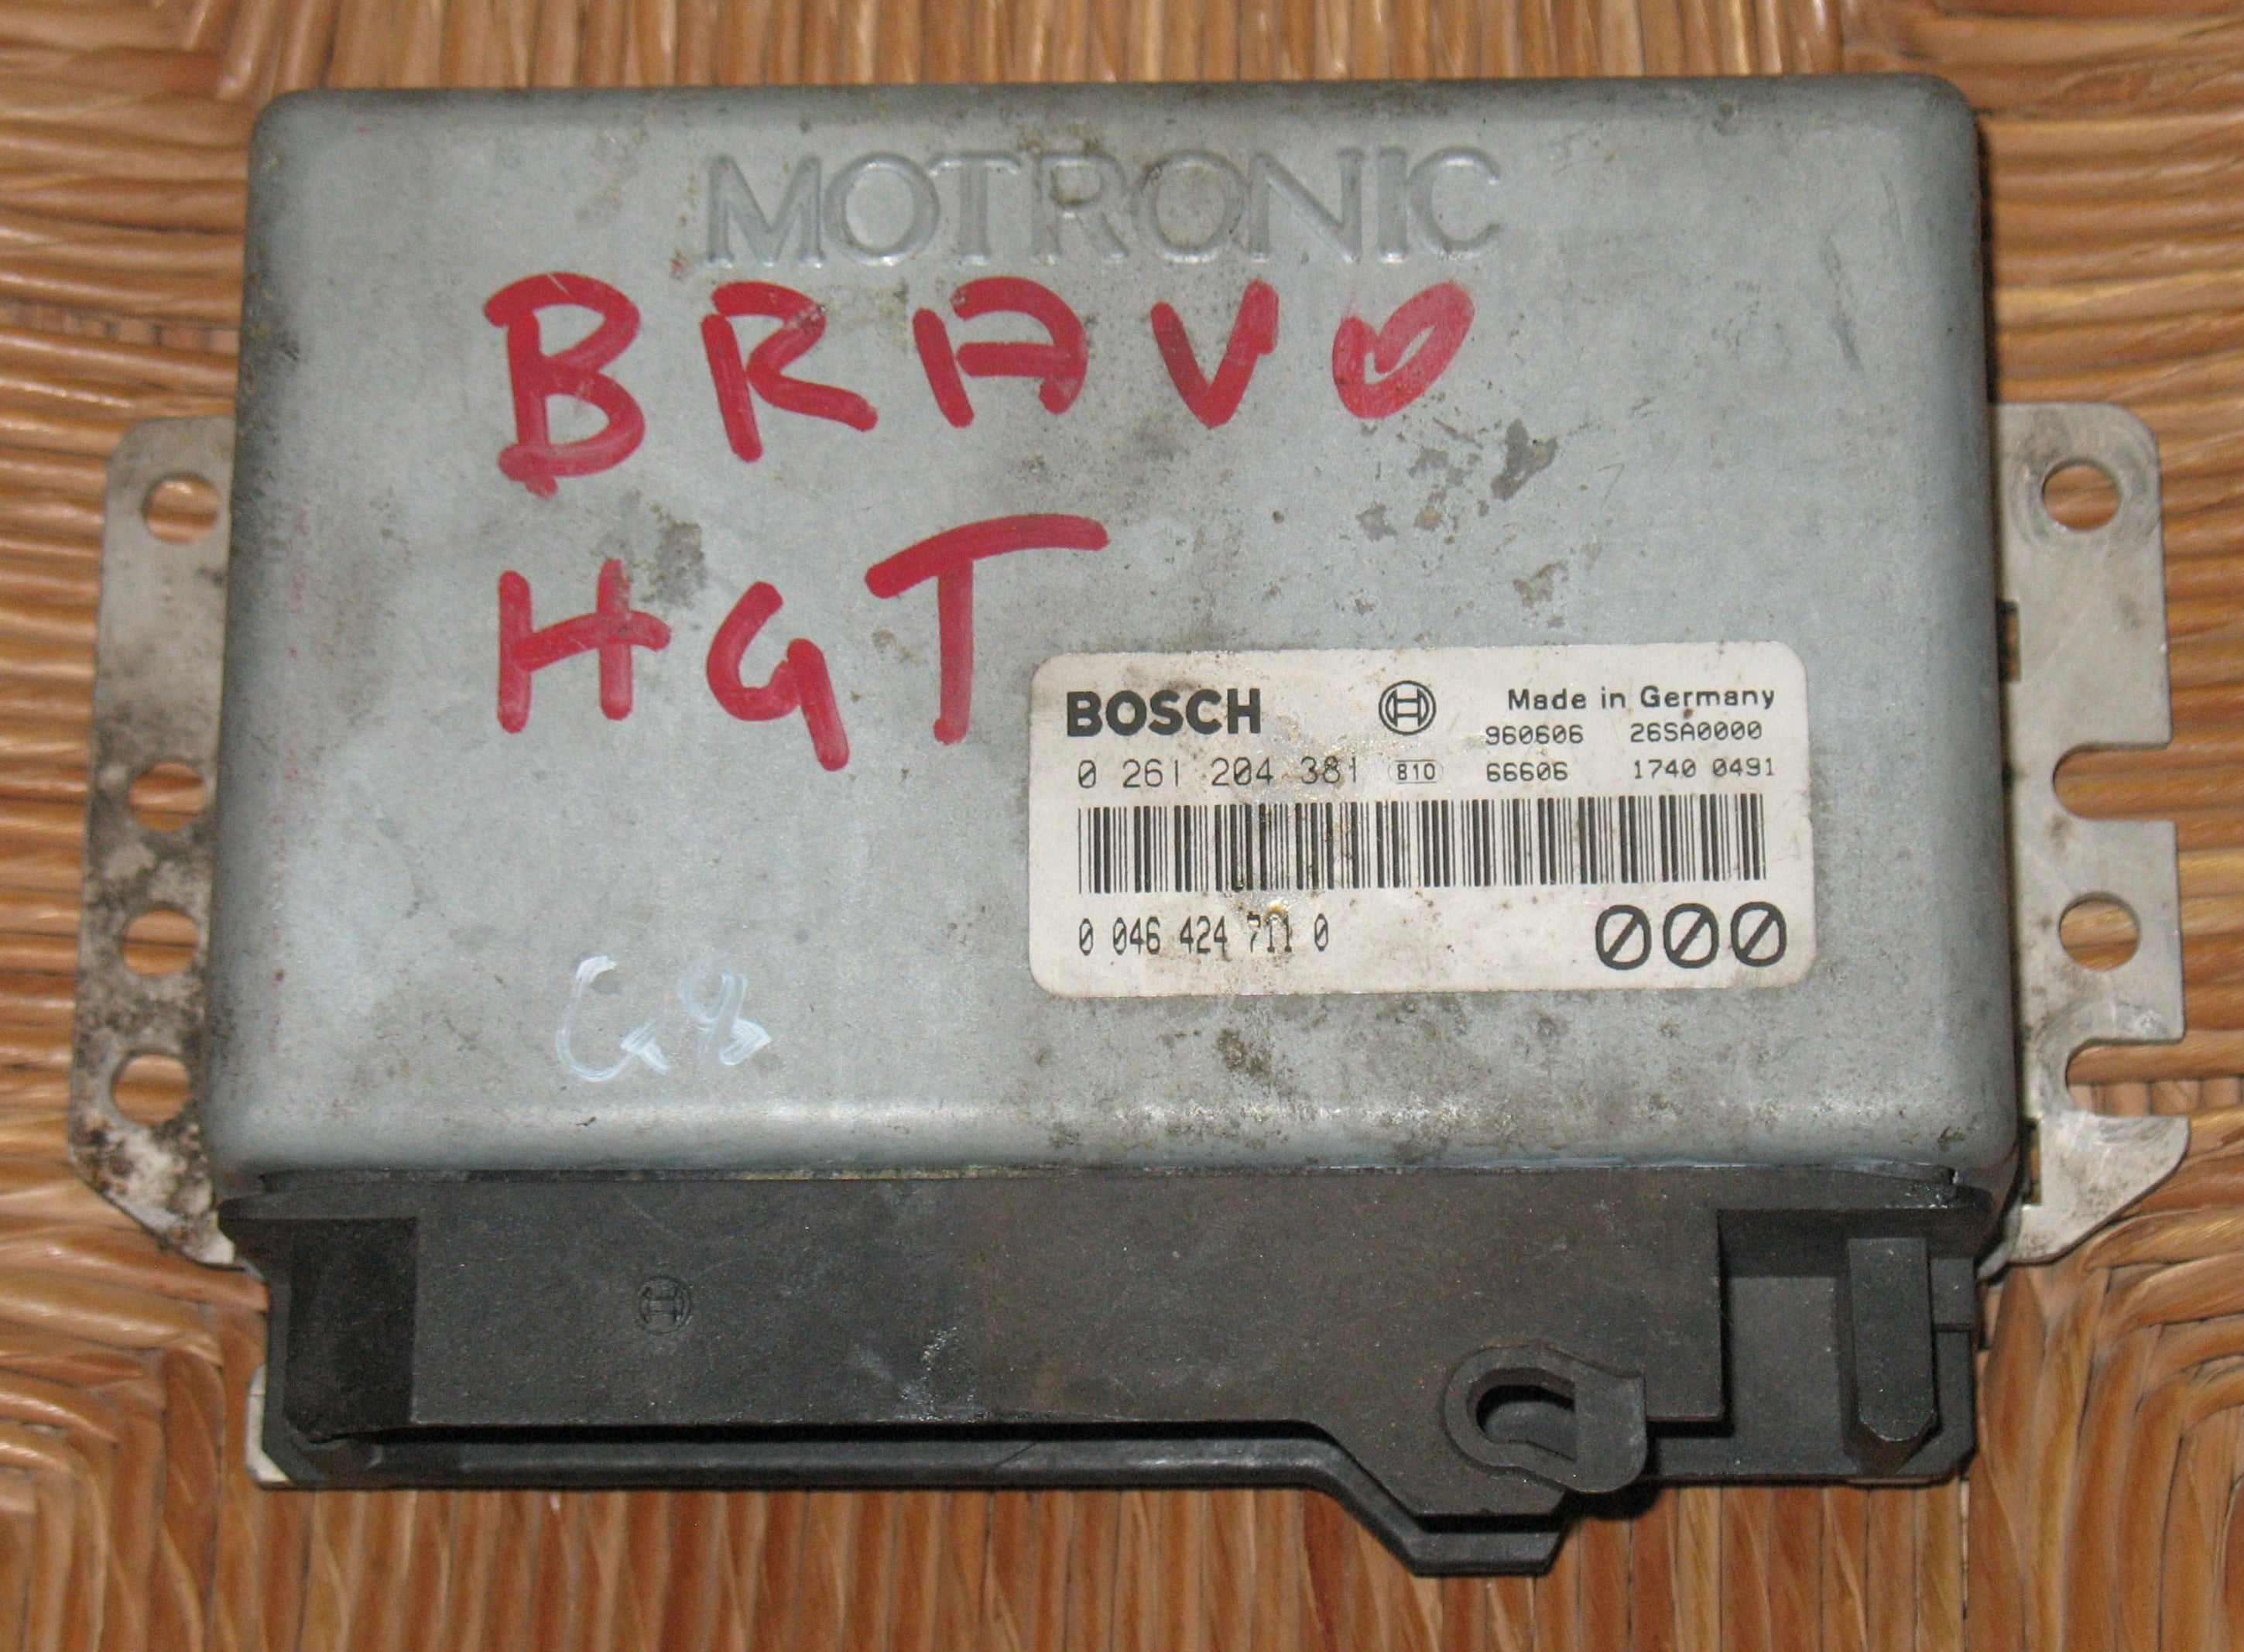 MOTRONIC
BRAVO
HGT
BOSCH Made in Germany
960606 26SA0000
0 261 204 381 810 66606 1740 0491
0 046 424 711 0 000
G8